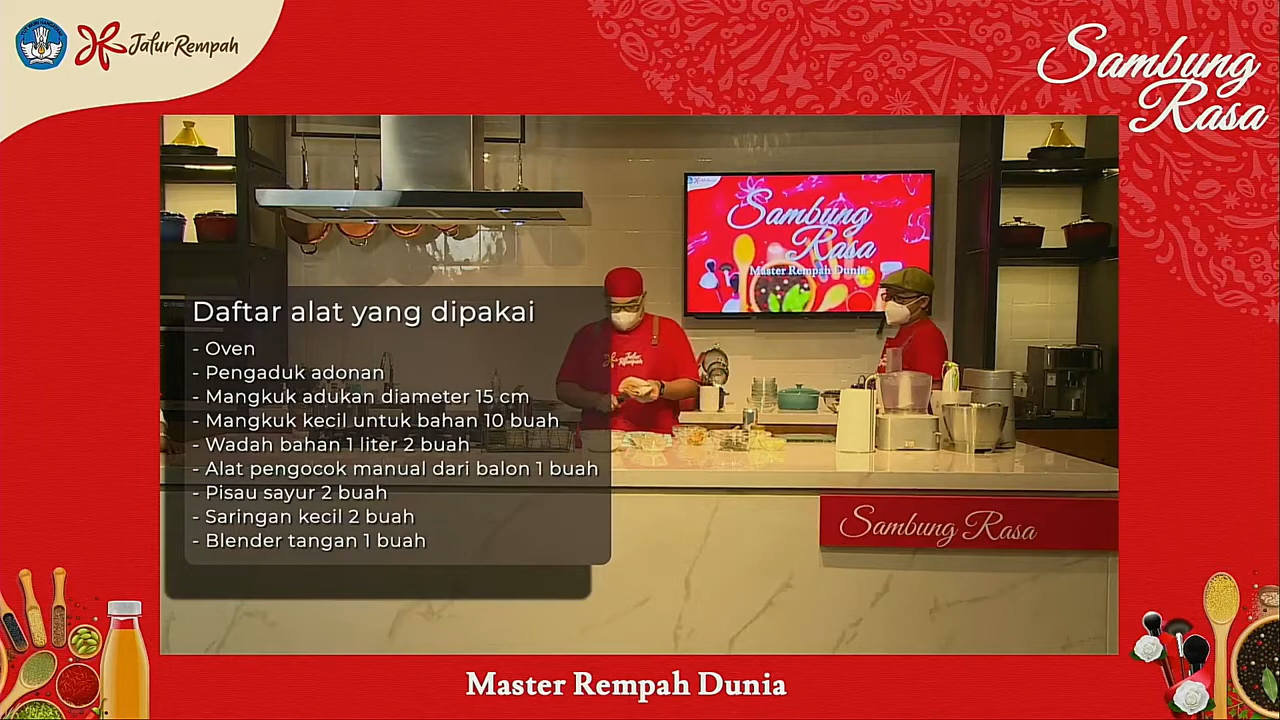 Jalur Rempah
Sambung
Rasa
Sambung
Rasa
Master Rempah Dunia
Daftar alat yang dipakai
- Oven
- Pengaduk adonan
- Mangkuk adukan diameter 15 cm
- Mangkuk kecil untuk bahan 10 buah
- Wadah bahan 1 liter 2 buah
- Alat pengocok manual dari balon 1 buah
- Pisau sayur 2 buah
- Saringan kecil 2 buah
- Blender tangan 1 buah
Jalur
Rempah
Sambung Rasa
Master Rempah Dunia